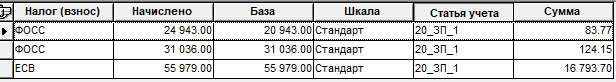 Налог (взнос) Начислено База Шкала Статья учета Сумма
ФОСС 24 943.00 20 943.00 Стандарт 20_ЗП_1 83.77
ФОСС 31 036.00 31 036.00 Стандарт 20_ЗП_1 124.15
ЕСВ 55 979.00 55 979.00 Стандарт 20_ЗП_1 16 793.70